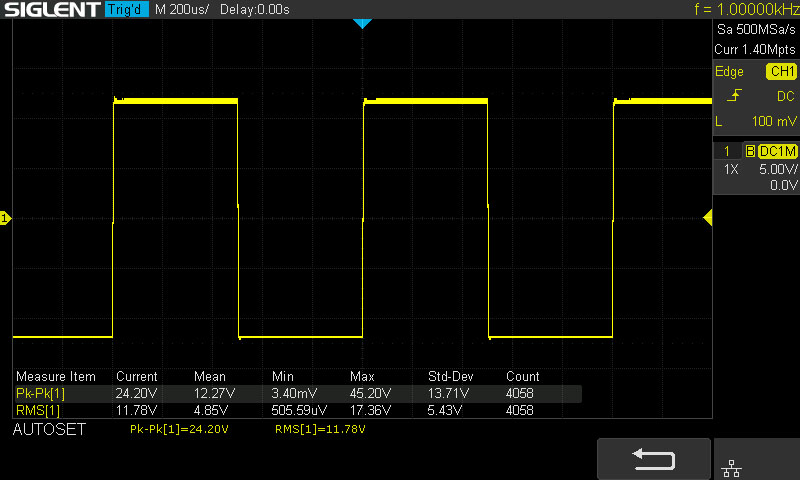 SIGLENT Trig'd M 200us/ Delay:0.00s f = 1.00000kHz
Sa 500MSa/s
Curr 1.40Mpts
Edge CH1
DC
L 100 mV
1 B DC1M
1X 5.00V/
0.0V
1
Measure Item Current Mean Min Max Std-Dev Count
Pk-Pk[1] 24.20V 12.27V 3.40mV 45.20V 13.71V 4058
RMS[1] 11.78V 4.85V 505.59uV 17.36V 5.43V 4058
AUTOSET Pk-Pk[1]=24.20V RMS[1]=11.78V